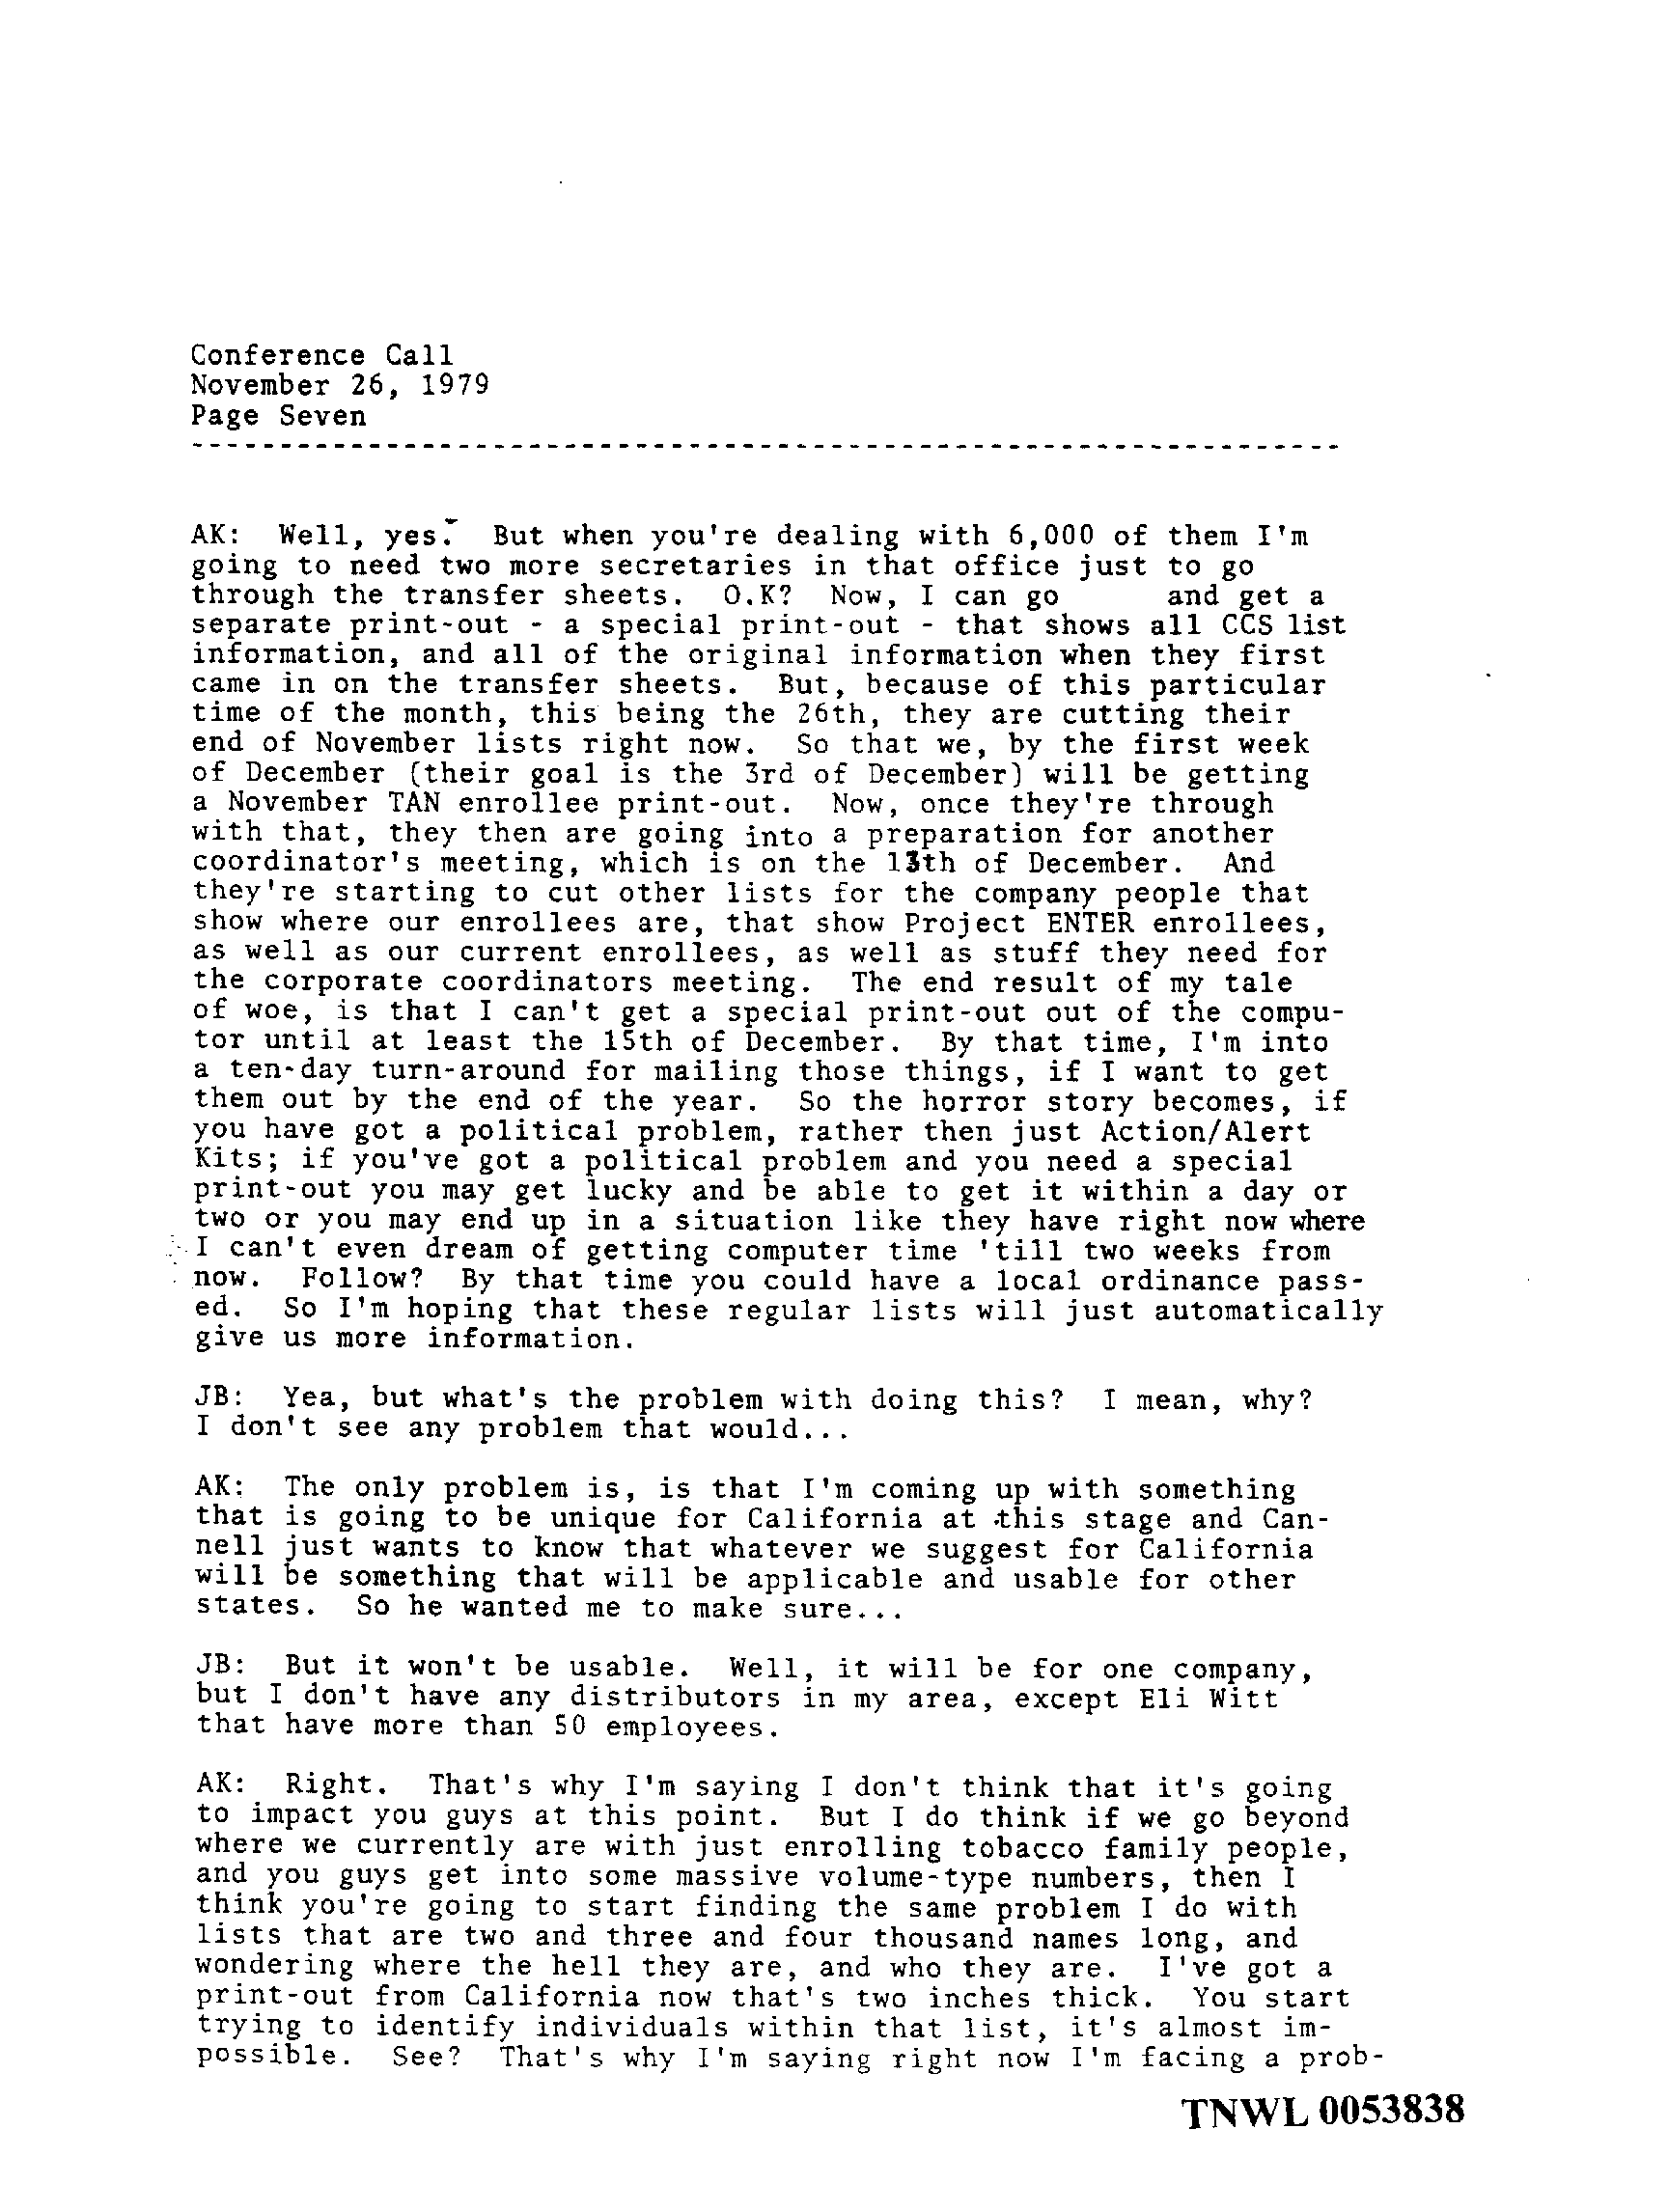 Conference Call
November 26, 1979
Page Seven
AK:  Well, yes.  But when you're dealing with 6,000 of them I'm
going to need two more secretaries in that office just to go
through the transfer sheets.  O.K?  Now, I can go      and get a
separate print-out - a special print-out - that shows all CCS list
information, and all of the original information when they first
came in on the transfer sheets.  But, because of this particular
time of the month, this being the 26th, they are cutting their
end of November lists right now.  So that we, by the first week
of December (their goal is the 3rd of December) will be getting
a November TAN enrollee print-out.  Now, once they're through
with that, they then are going into a preparation for another
coordinator's meeting, which is on the 13th of December.  And
they're starting to cut other lists for the company people that
show where our enrollees are, that show Project ENTER enrollees,
as well as our current enrollees, as well as stuff they need for
the corporate coordinators meeting.  The end result of my tale
of woe, is that I can't get a special print-out out of the compu-
tor until at least the 15th of December.  By that time, I'm into
a ten-day turn-around for mailing those things, if I want to get
them out by the end of the year.  So the horror story becomes, if
you have got a political problem, rather then just Action/Alert
Kits; if you've got a political problem and you need a special
print-out you may get lucky and be able to get it within a day or
two or you may end up in a situation like they have right now where
I can't even dream of getting computer time 'till two weeks from
now.  Follow?  By that time you could have a local ordinance pass-
ed.  So I'm hoping that these regular lists will just automatically
give us more information.
JB:  Yea, but what's the problem with doing this?  I mean, why?
I don't see any problem that would...
AK:  The only problem is, is that I'm coming up with something
that is going to be unique for California at this stage and Can-
nell just wants to know that whatever we suggest for California
will be something that will be applicable and usable for other
states.  So he wanted me to make sure...
JB:  But it won't be usable.  Well, it will be for one company,
but I don't have any distributors in my area, except Eli Witt
that have more than 50 employees.
AK:  Right.  That's why I'm saying I don't think that it's going
to impact you guys at this point.  But I do think if we go beyond
where we currently are with just enrolling tobacco family people,
and you guys get into some massive volume-type numbers, then I
think you're going to start finding the same problem I do with
lists that are two and three and four thousand names long, and
wondering where the hell they are, and who they are.  I've got a
print-out from California now that's two inches thick.  You start
trying to identify individuals within that list, it's almost im-
possible.  See?  That's why I'm saying right now I'm facing a prob-
TNWL 0053838